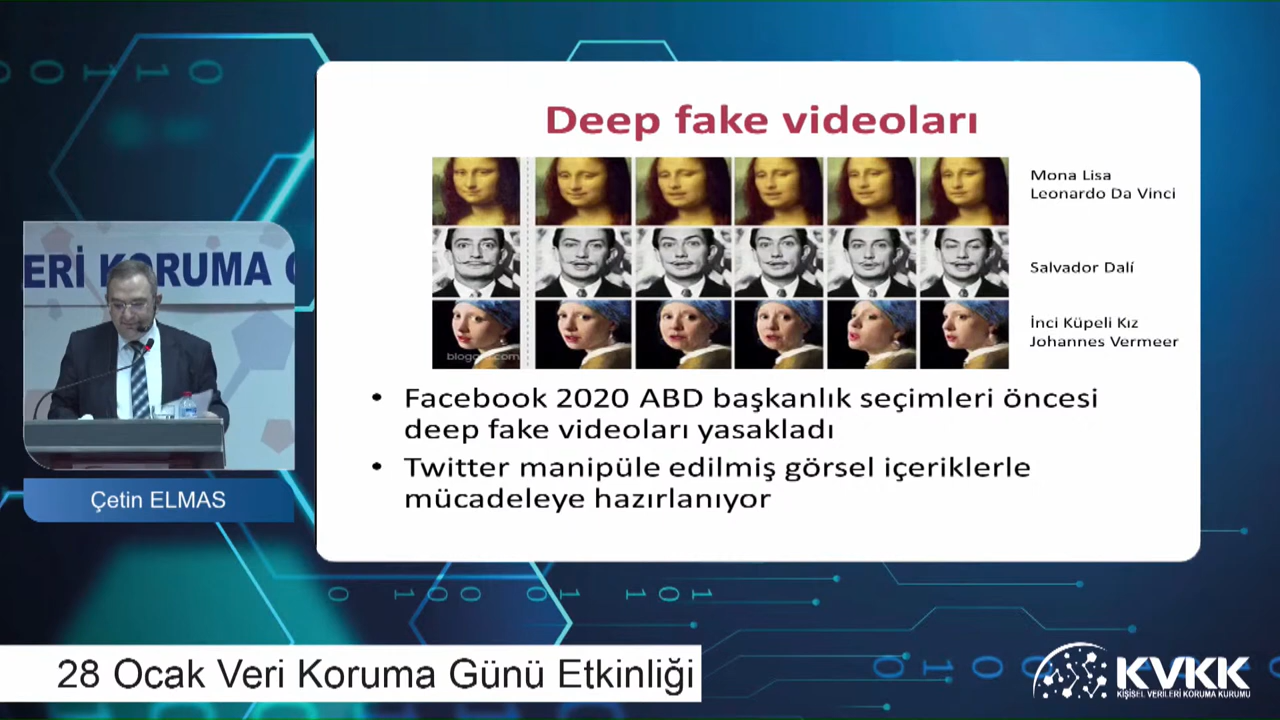 Deep fake videoları
Mona Lisa
Leonardo Da Vinci
Salvador Dalí
İnci Küpeli Kız
Johannes Vermeer
• Facebook 2020 ABD başkanlık seçimleri öncesi
deep fake videoları yasakladı
• Twitter manipüle edilmiş görsel içeriklerle
mücadeleye hazırlanıyor
ERİ KORUMA G
Çetin ELMAS
28 Ocak Veri Koruma Günü Etkinliği
KVKK
KİŞİSEL VERİLERİ KORUMA KURUMU